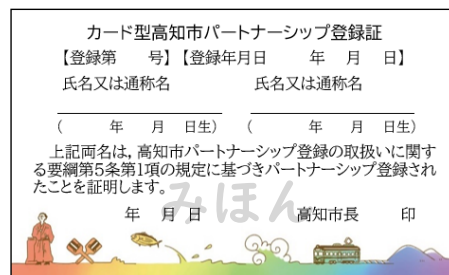 カード型高知市パートナーシップ登録証
【登録第　　号】【登録年月日　　年　月　日】
氏名又は通称名　　　　氏名又は通称名
(　　年　月　日生)　(　　年　月　日生)
上記両名は，高知市パートナーシップ登録の取扱いに関す
る要綱第5条第1項の規定に基づきパートナーシップ登録され
たことを証明します。
みほん
年　月　日　　　　高知市長　　印